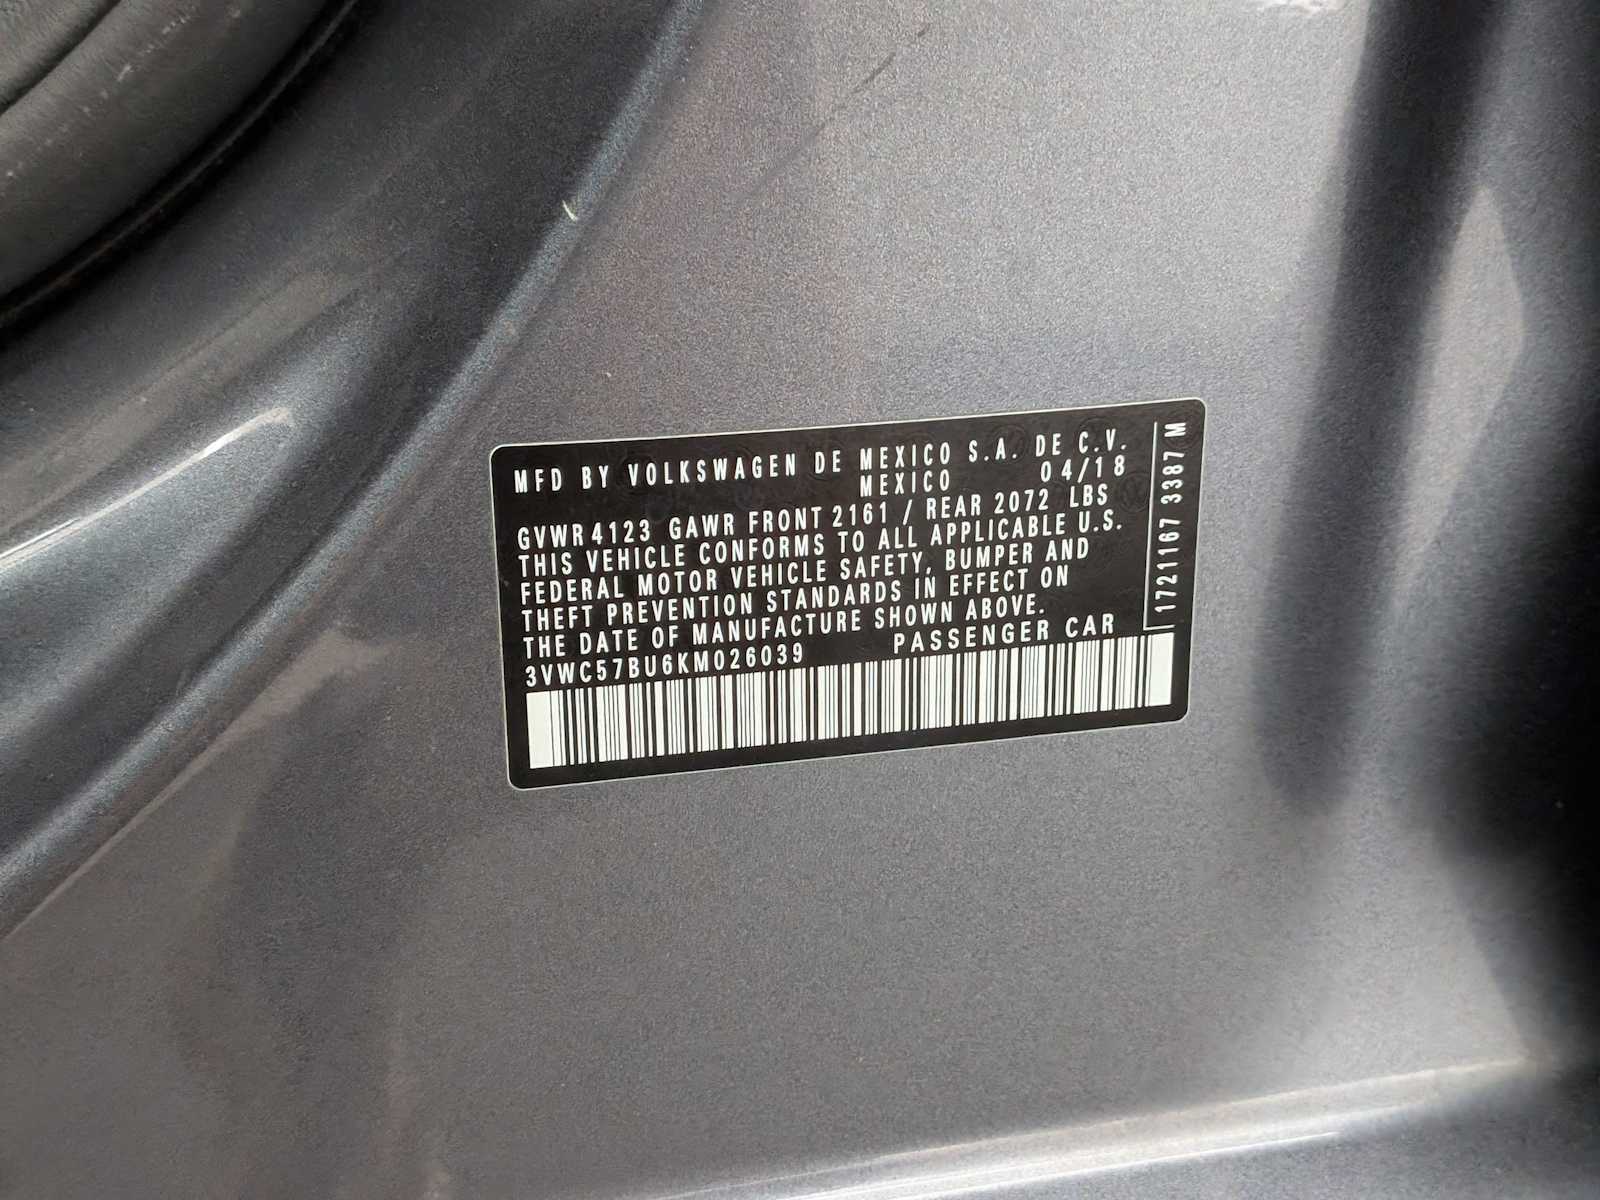 MFD BY VOLKSWAGEN DE MEXICO S.A. DE C.V.
MEXICO 04/18
GVWR 4123 GAWR FRONT 2161 / REAR 2072 LBS
THIS VEHICLE CONFORMS TO ALL APPLICABLE U.S.
FEDERAL MOTOR VEHICLE SAFETY, BUMPER AND
THEFT PREVENTION STANDARDS IN EFFECT ON
THE DATE OF MANUFACTURE SHOWN ABOVE.
3VWC57BU6KM026039 PASSENGER CAR
1721167 3387 M